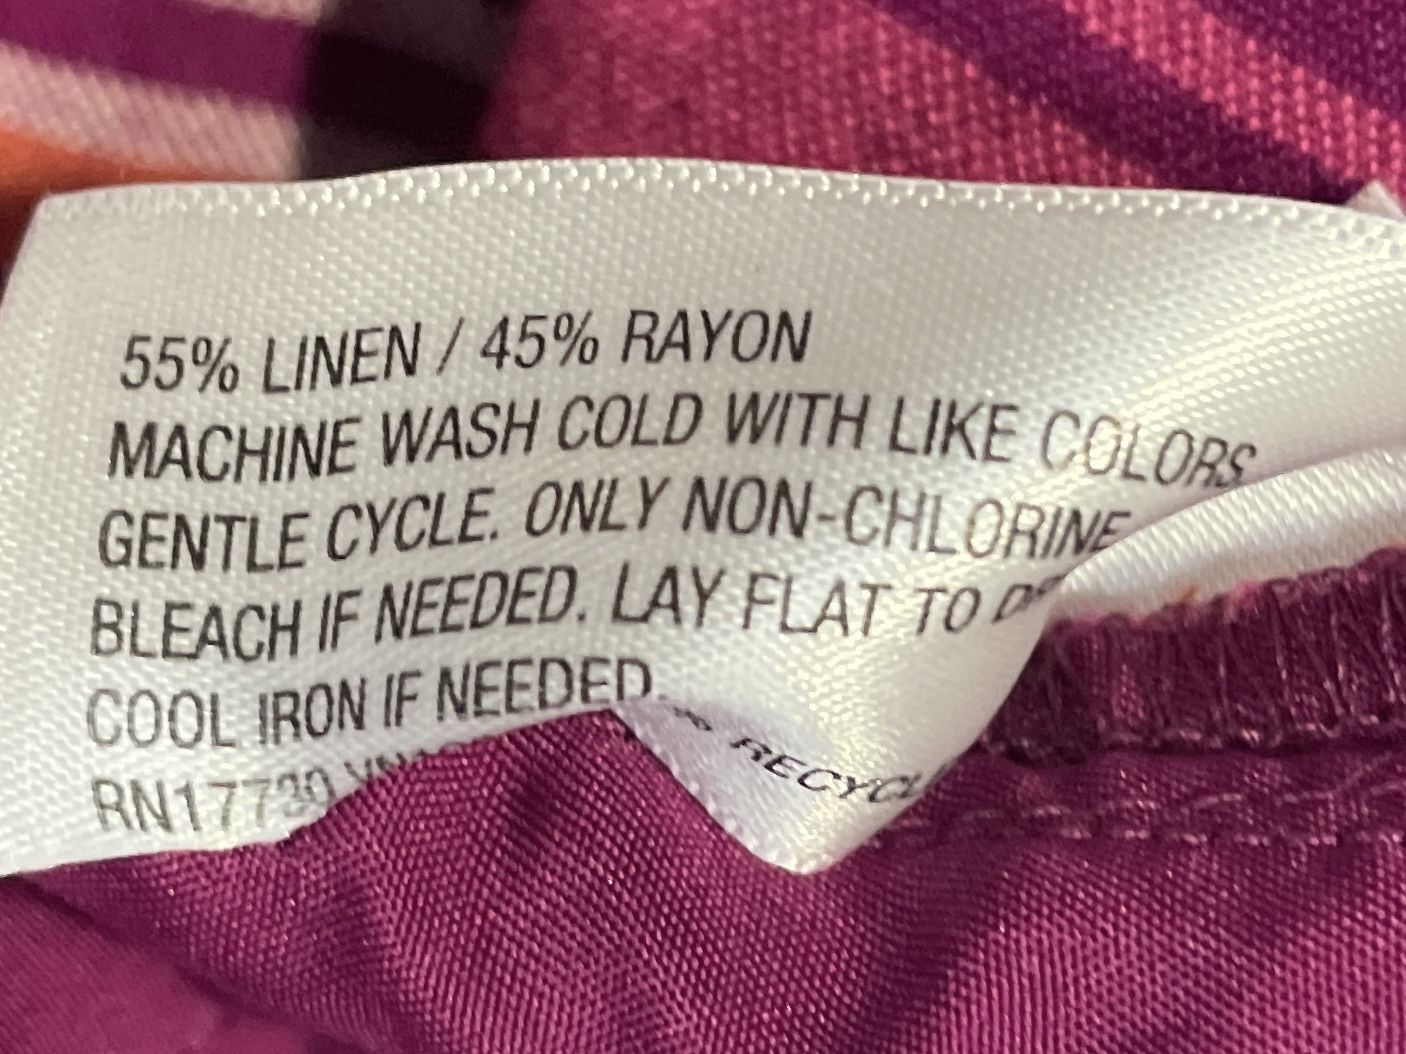 55% LINEN / 45% RAYON
MACHINE WASH COLD WITH LIKE COLORS
GENTLE CYCLE. ONLY NON-CHLORINE
BLEACH IF NEEDED. LAY FLAT TO
COOL IRON IF NEEDED.
RN17730